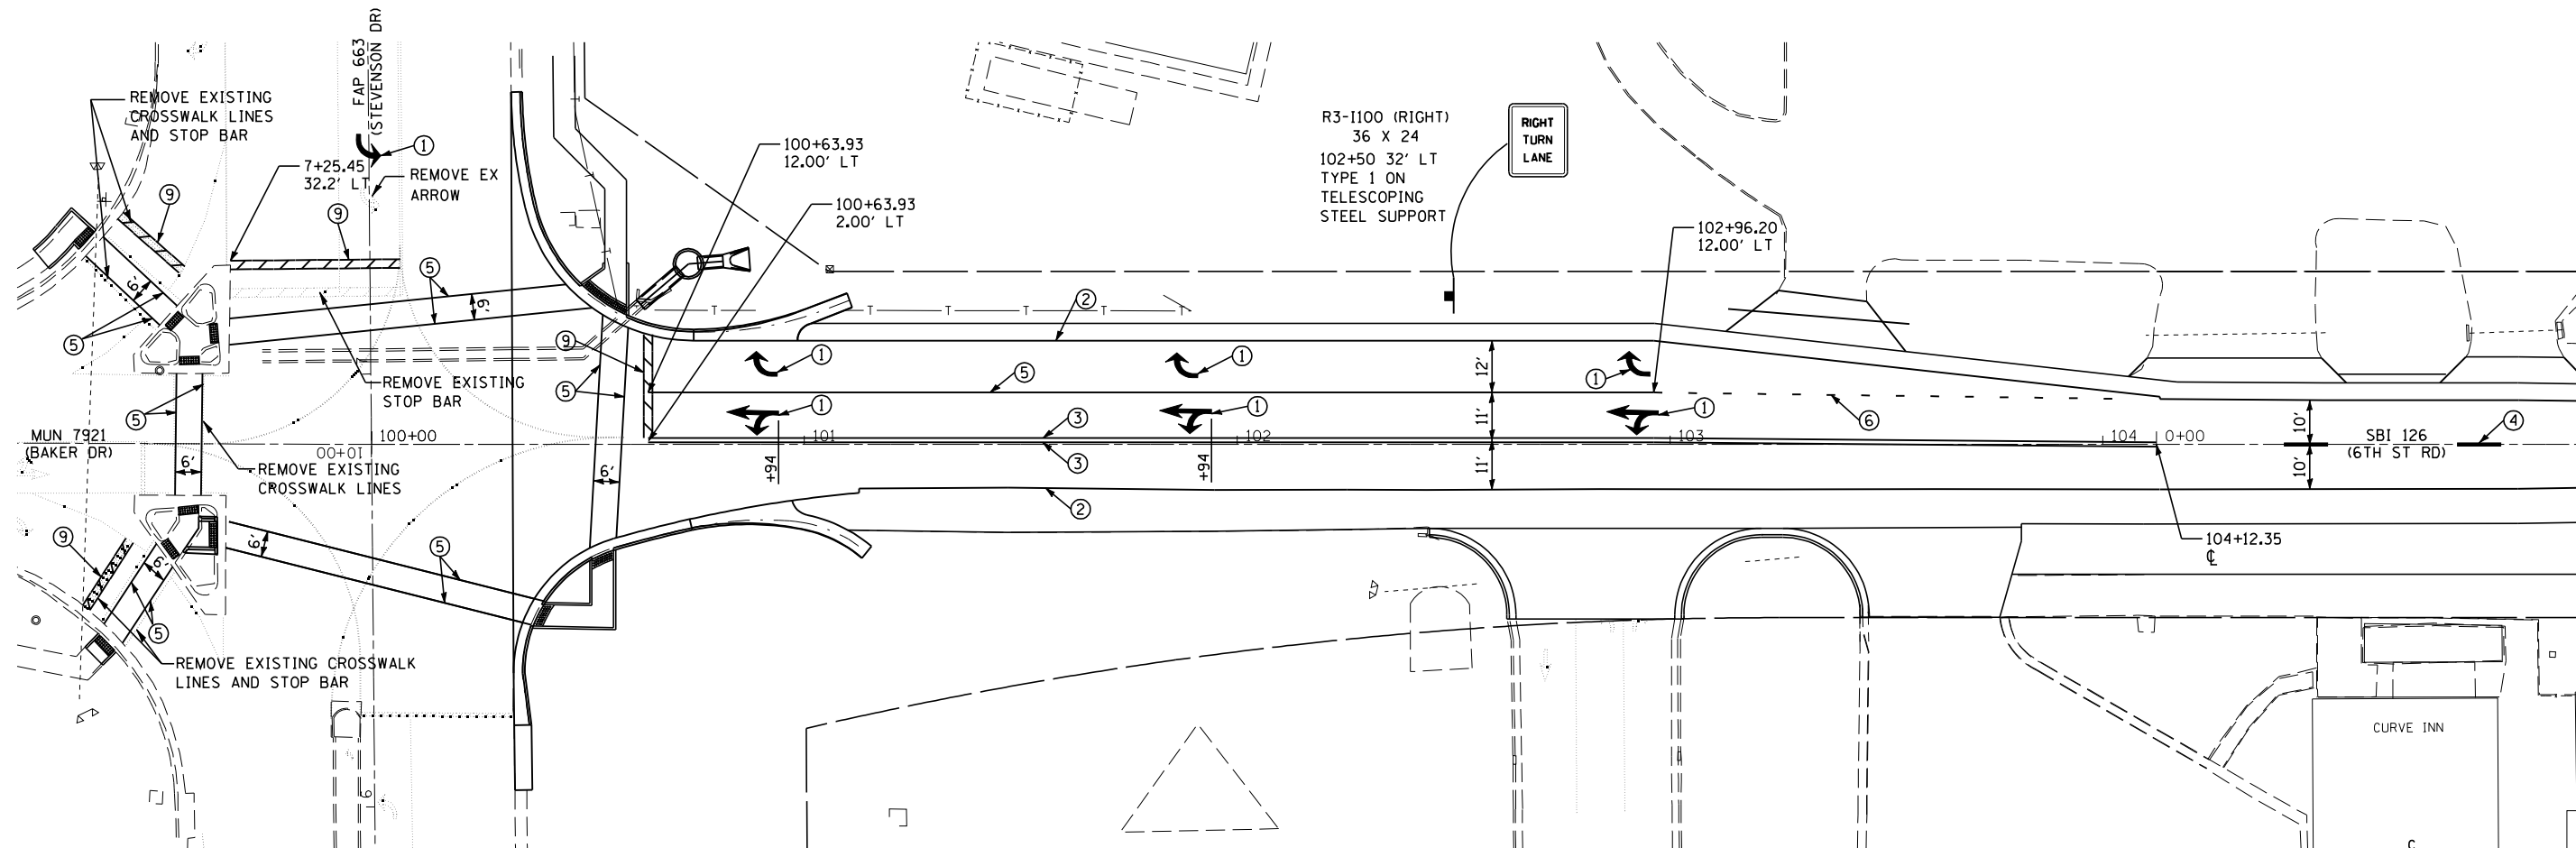 FAP 663
(STEVENSON DR)
REMOVE EXISTING
CROSSWALK LINES
AND STOP BAR
1
7+25.45
32.2' LT
REMOVE EX
ARROW
9
9
5
6'
6'
5
5
REMOVE EXISTING
STOP BAR
5
MUN 7921
(BAKER DR)
10+00
100+00
6'
REMOVE EXISTING
CROSSWALK LINES
9
6'
6'
5
5
REMOVE EXISTING CROSSWALK
LINES AND STOP BAR
100+63.93
12.00' LT
100+63.93
2.00' LT
R3-I100 (RIGHT)
36 X 24
102+50 32' LT
TYPE 1 ON
TELESCOPING
STEEL SUPPORT
RIGHT
TURN
LANE
102+96.20
12.00' LT
T T T T T
2
9
1
1
1
12'
5
5
1
1
1
6
3
11'
101
102
103
104
0+00
10'
SBI 126
(6TH ST RD)
4
+94
+94
3
11'
10'
6'
2
104+12.35
℄
CURVE INN